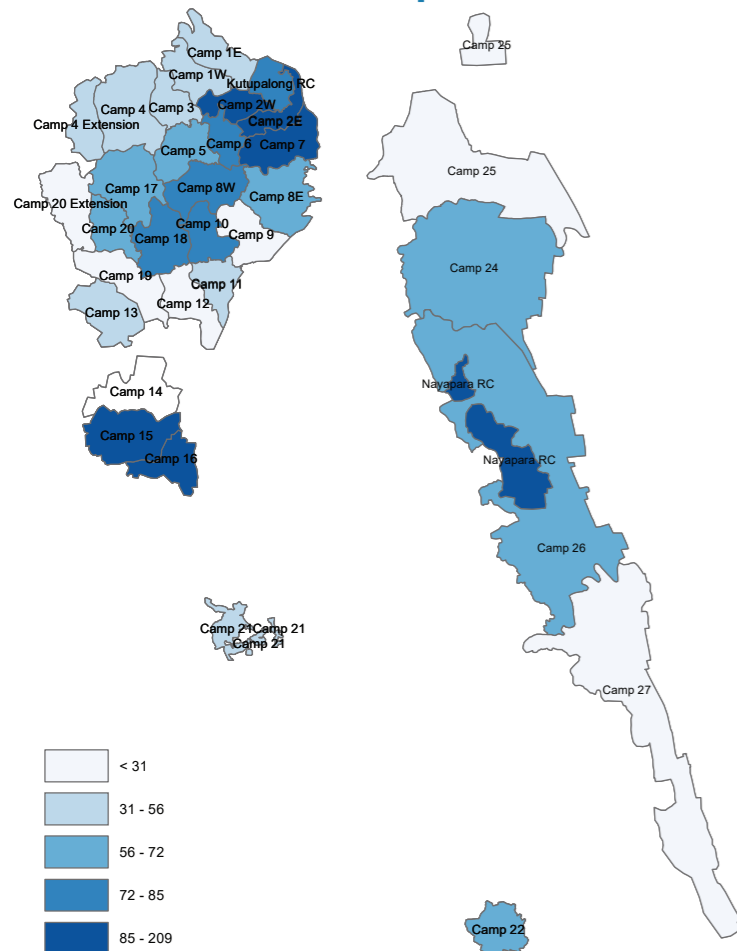 Camp 25
Camp 1E
Camp 1W
Kutupalong RC
Camp 2W
Camp 4
Camp 3
Camp 2E
Camp 4 Extension
Camp 5
Camp 6
Camp 7
Camp 25
Camp 17
Camp 8W
Camp 8E
Camp 20 Extension
Camp 20
Camp 18
Camp 10
Camp 9
Camp 24
Camp 19
Camp 11
Camp 12
Camp 13
Nayapara RC
Camp 14
Camp 15
Camp 16
Nayapara RC
Camp 26
Camp 21
Camp 21
Camp 21
Camp 27
< 31
31 - 56
56 - 72
72 - 85
85 - 209
Camp 22